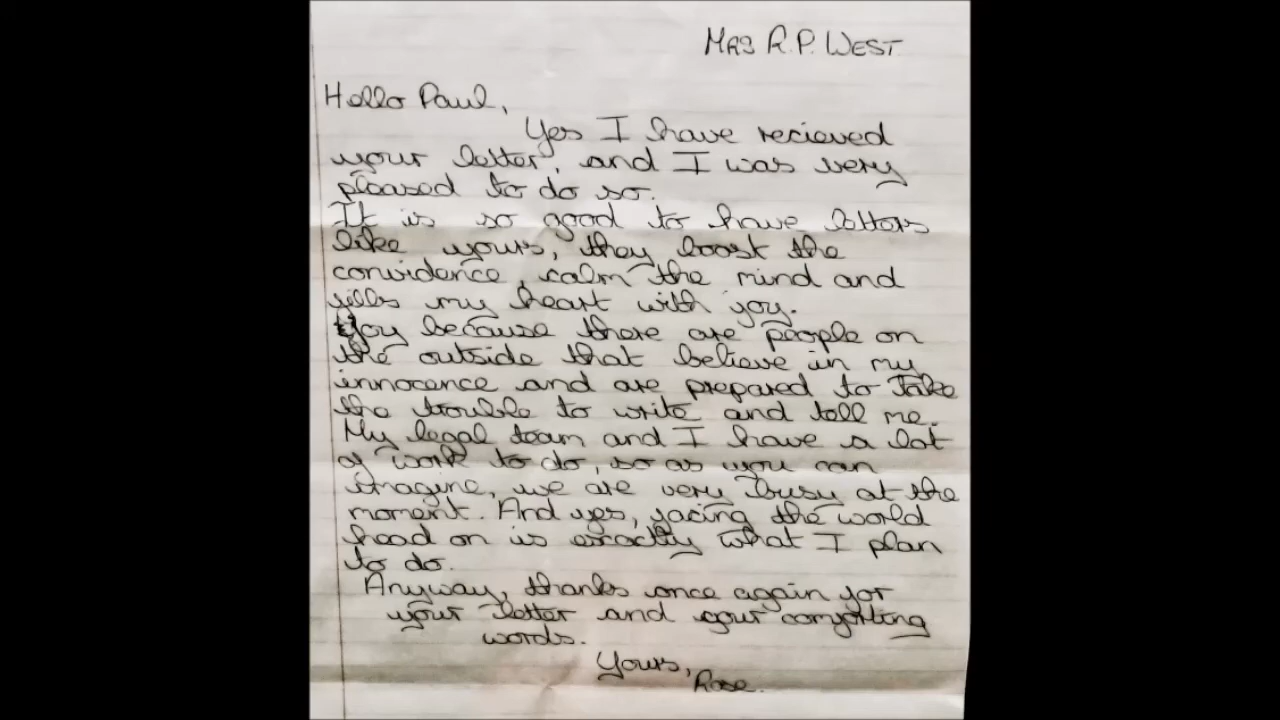 MRS R.P. WEST
Hello Paul,
Yes I have recieved
your letter, and I was very
pleased to do so.
It is so good to have letters
like yours, they boost the
convidence, calm the mind and
fills my heart with joy.
Joy because there are people on
the outside that believe in my
innocence and are prepared to take
the trouble to write and tell me.
My legal team and I have a lot
of work to do, so as you can
imagine, we are very busy at the
moment. And yes, facing the world
head on is exactly what I plan
to do.
Anyway, thanks once again for
your letter and your comforting
words.
Yours,
Rose.